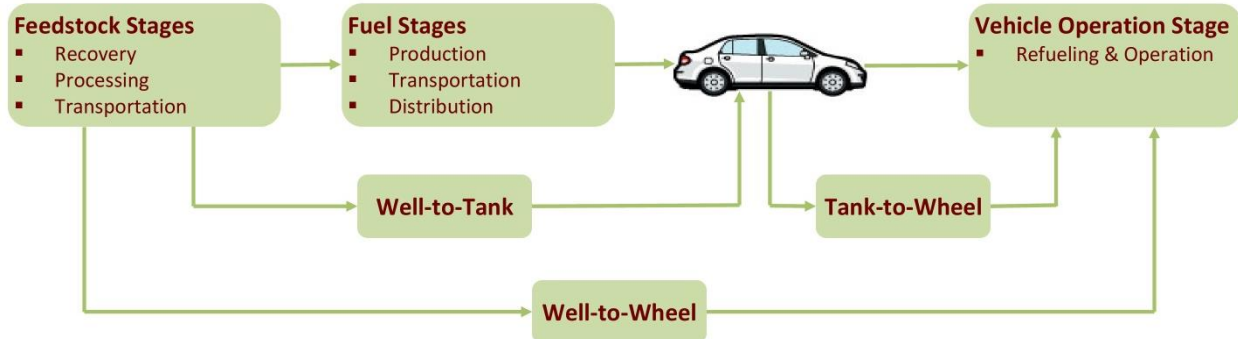 Feedstock Stages
▪ Recovery
▪ Processing
▪ Transportation
Fuel Stages
▪ Production
▪ Transportation
▪ Distribution
Vehicle Operation Stage
▪ Refueling & Operation
Well-to-Tank
Tank-to-Wheel
Well-to-Wheel